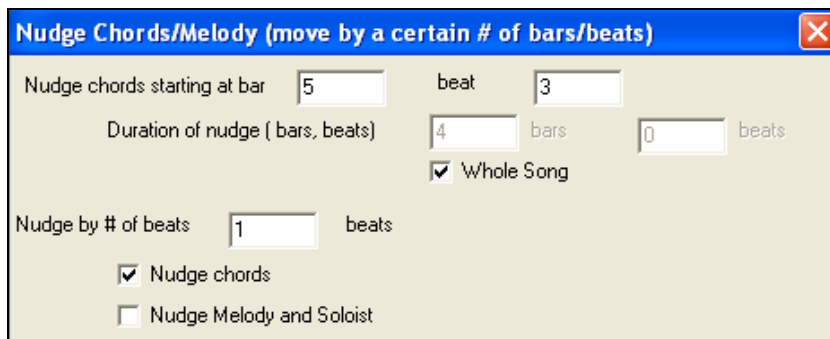 Nudge Chords/Melody (move by a certain # of bars/beats)
Nudge chords starting at bar 5 beat 3
Duration of nudge ( bars, beats) 4 bars 0 beats
Whole Song
Nudge by # of beats 1 beats
Nudge chords
Nudge Melody and Soloist